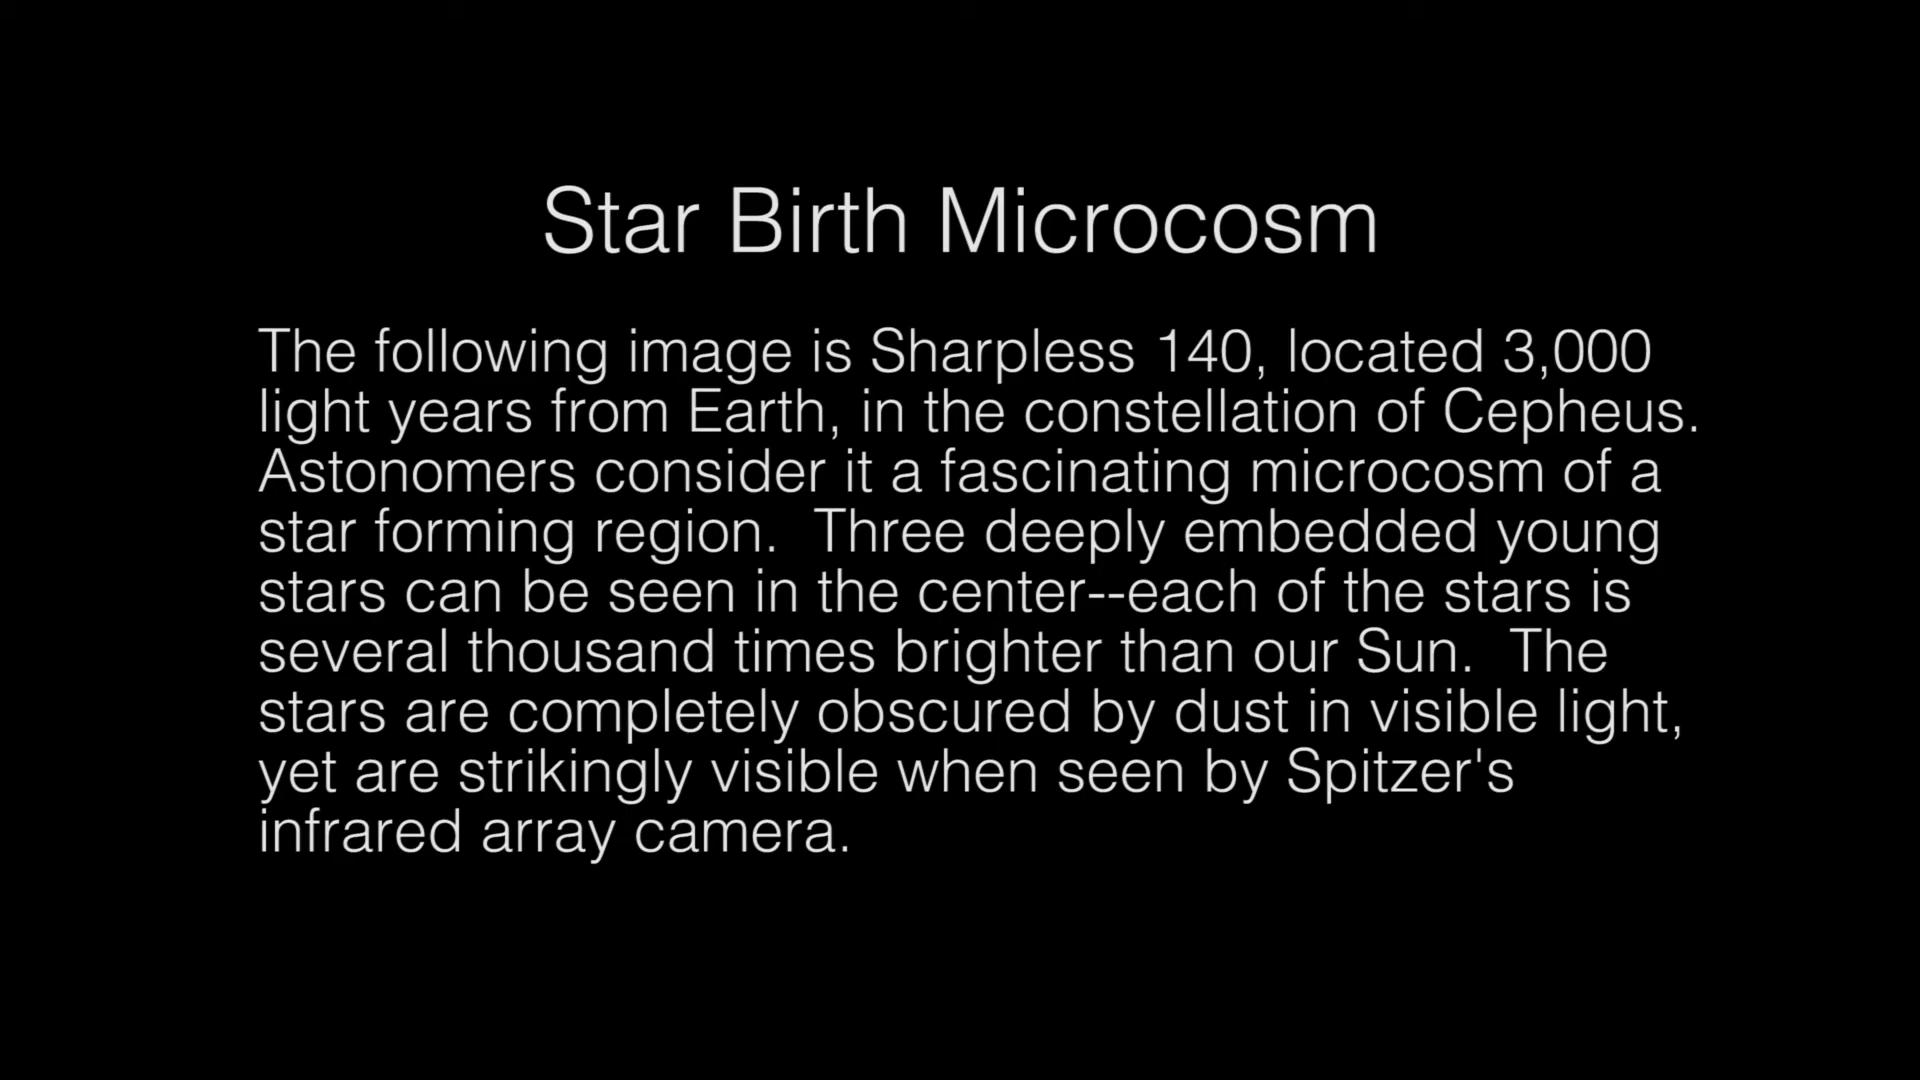 Star Birth Microcosm
The following image is Sharpless 140, located 3,000
light years from Earth, in the constellation of Cepheus.
Astonomers consider it a fascinating microcosm of a
star forming region.  Three deeply embedded young
stars can be seen in the center--each of the stars is
several thousand times brighter than our Sun.  The
stars are completely obscured by dust in visible light,
yet are strikingly visible when seen by Spitzer's
infrared array camera.